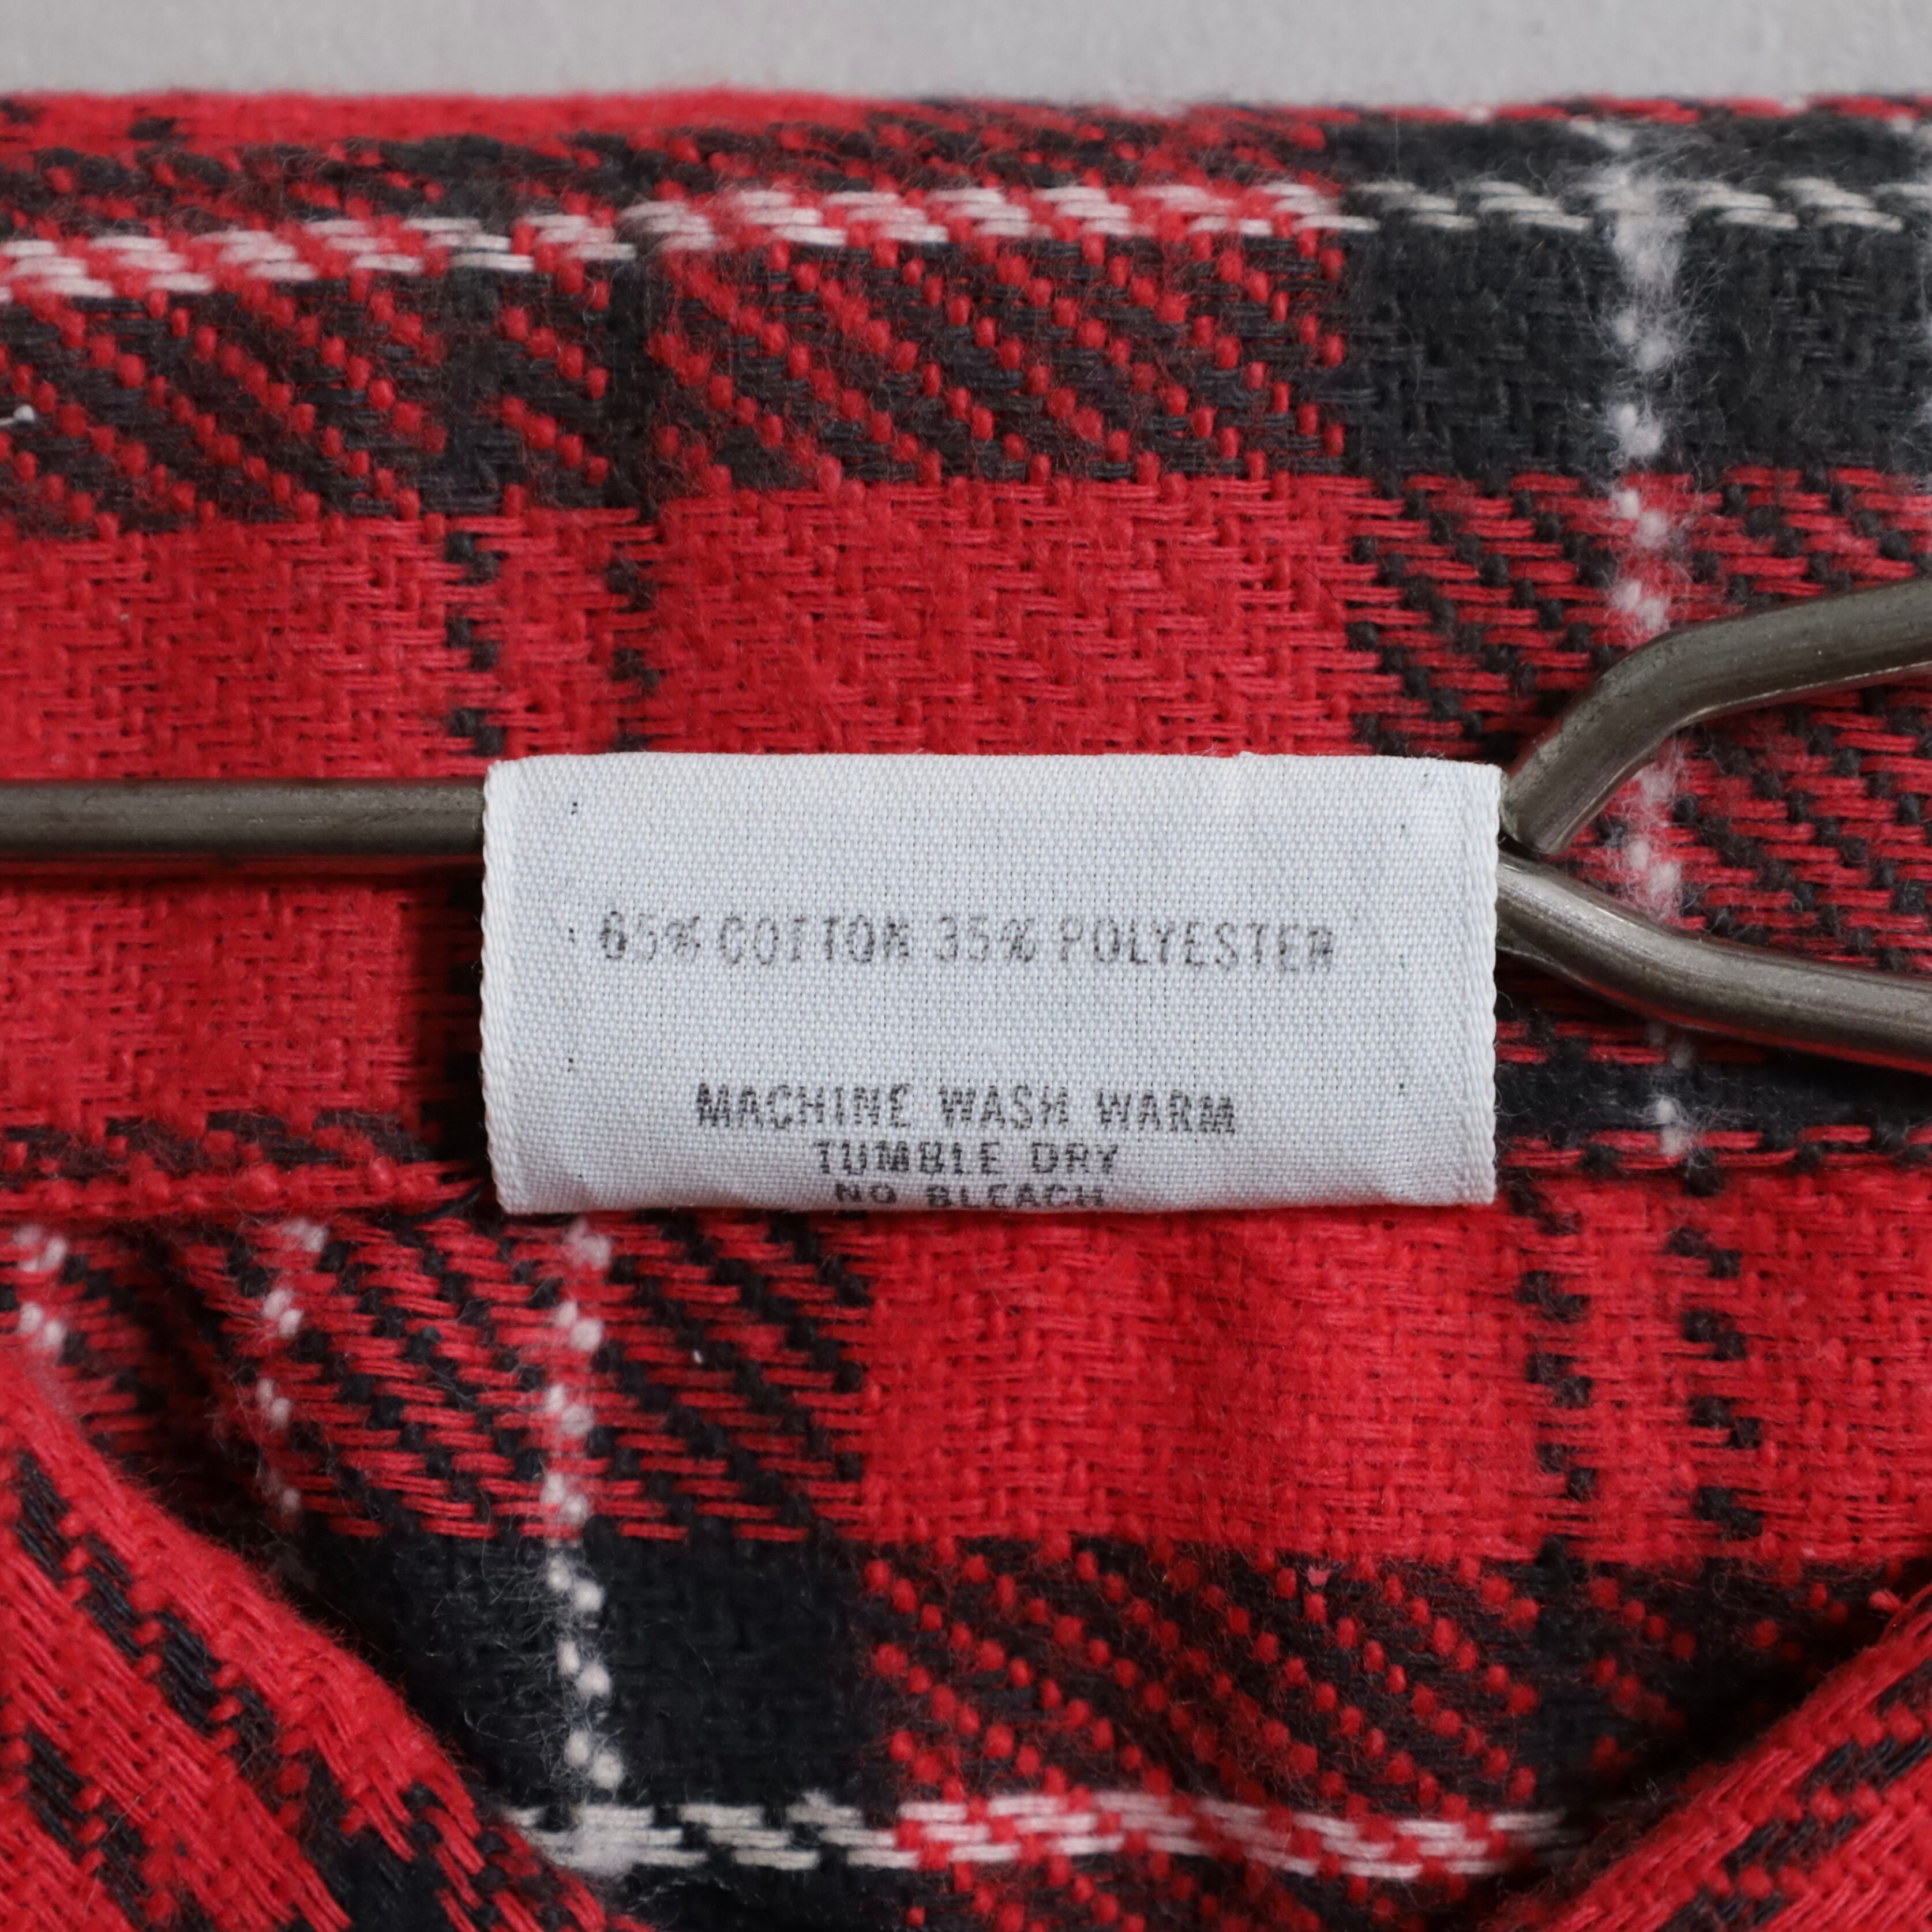 65% COTTON 35% POLYESTER
MACHINE WASH WARM
TUMBLE DRY
NO BLEACH